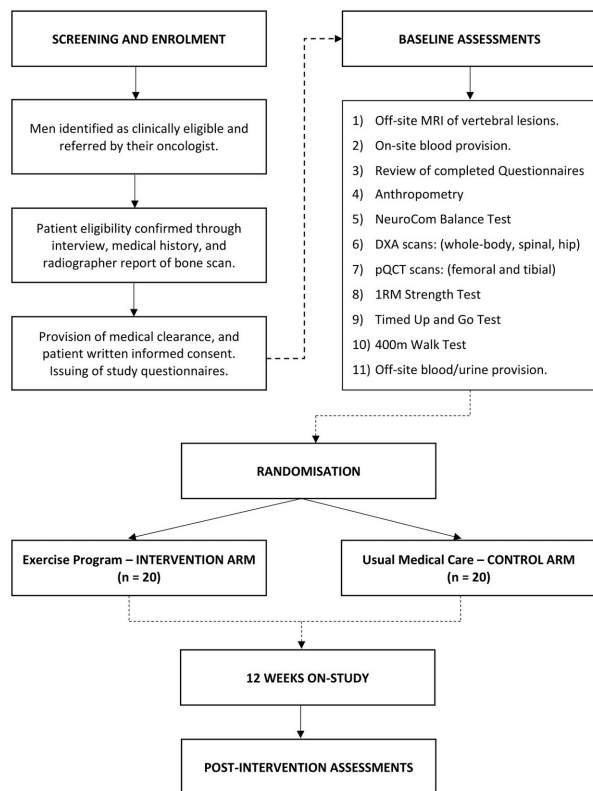 SCREENING AND ENROLMENT
Men identified as clinically eligible and
referred by their oncologist.
Patient eligibility confirmed through
interview, medical history, and
radiographer report of bone scan.
Provision of medical clearance, and
patient written informed consent.
Issuing of study questionnaires.
BASELINE ASSESSMENTS
1) Off-site MRI of vertebral lesions.
2) On-site blood provision.
3) Review of completed Questionnaires
4) Anthropometry
5) NeuroCom Balance Test
6) DXA scans: (whole-body, spinal, hip)
7) pQCT scans: (femoral and tibial)
8) 1RM Strength Test
9) Timed Up and Go Test
10) 400m Walk Test
11) Off-site blood/urine provision.
RANDOMISATION
Exercise Program – INTERVENTION ARM
(n = 20)
Usual Medical Care – CONTROL ARM
(n = 20)
12 WEEKS ON-STUDY
POST-INTERVENTION ASSESSMENTS